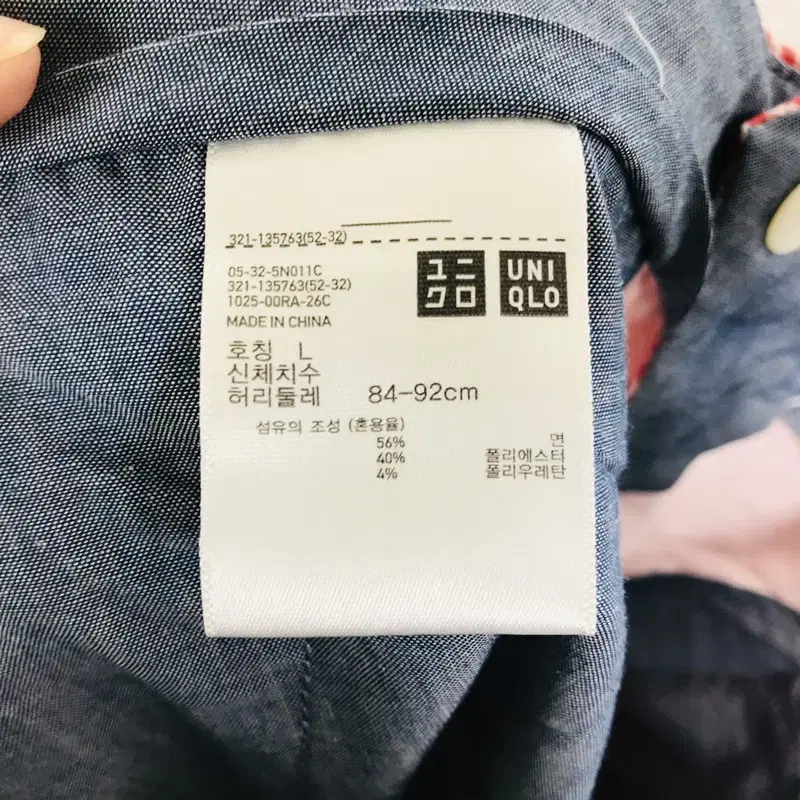 321-135763(52-32)
05-32-5N011C
321-135763(52-32)
1025-00RA-26C
MADE IN CHINA
ユニ
クロ
UNI
QLO
호칭 L
신체치수
허리둘레 84-92cm
섬유의 조성 (혼용율)
56% 면
40% 폴리에스터
4% 폴리우레탄